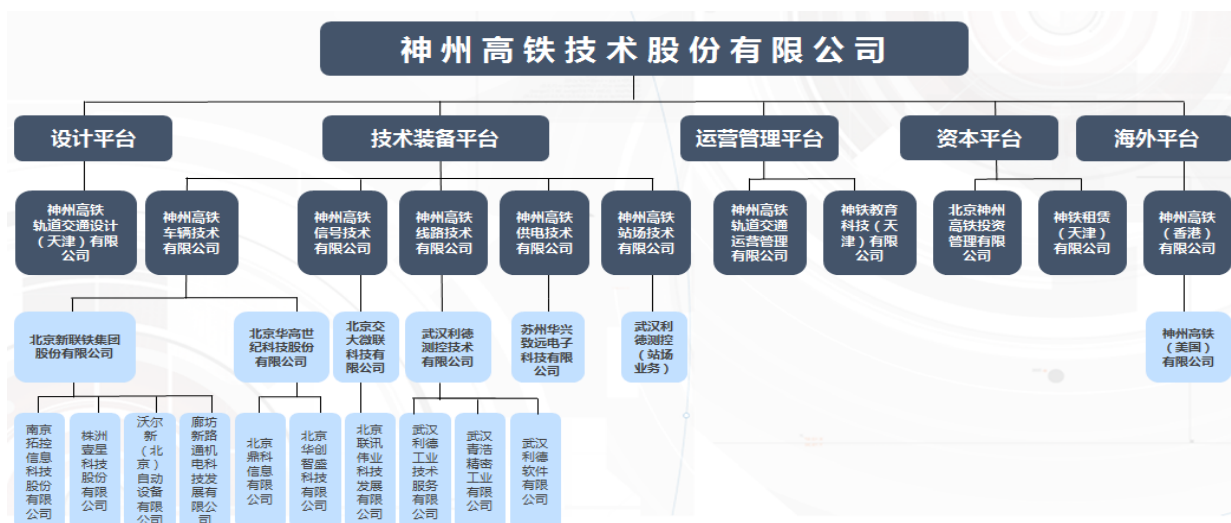 神州高铁技术股份有限公司
设计平台
技术装备平台
运营管理平台
资本平台
海外平台
神州高铁
轨道交通设计
（天津）有限
公司
神州高铁
车辆技术
有限公司
神州高铁
信号技术
有限公司
神州高铁
线路技术
有限公司
神州高铁
供电技术
有限公司
神州高铁
站场技术
有限公司
神州高铁
轨道交通
运营管理
有限公司
神铁教育
科技（天
津）有限
公司
北京神州
高铁投资
管理有限
公司
神铁租赁
（天津）
有限公司
神州高铁
（香港）
有限公司
北京新联铁集团
股份有限公司
北京华高世
纪科技股份
有限公司
北京交
大微联
科技有
限公司
武汉利德
测控技术
有限公司
苏州华兴
致远电子
科技有限
公司
武汉利
德测控
（站场
业务）
神州高铁
（美国）
有限公司
南京
拓控
信息
科技
股份
有限
公司
株洲
壹星
科技
股份
有限
公司
沃尔
新
（北
京）
自动
设备
有限
公司
廊坊
新路
通机
电科
技发
展有
限公
司
北京
鼎科
信息
有限
公司
北京
华创
智盛
科技
有限
公司
北京
联讯
伟业
科技
发展
有限
公司
武汉
利德
工业
技术
服务
有限
公司
武汉
青浩
精密
工业
有限
公司
武汉
利德
软件
有限
公司